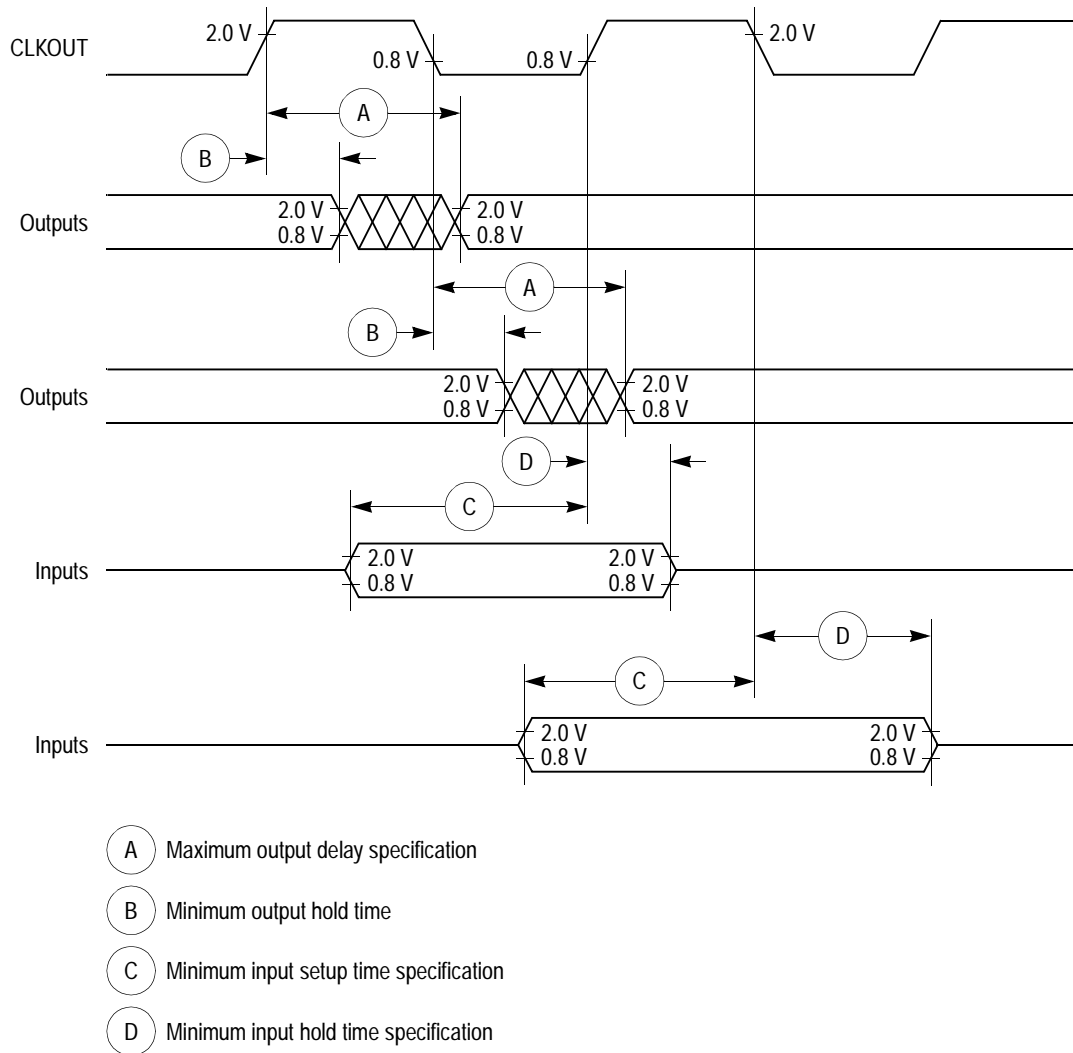 CLKOUT
2.0 V
0.8 V
0.8 V
2.0 V
A
B
Outputs
2.0 V
0.8 V
2.0 V
0.8 V
A
B
Outputs
2.0 V
0.8 V
2.0 V
0.8 V
D
C
Inputs
2.0 V
0.8 V
2.0 V
0.8 V
D
C
Inputs
2.0 V
0.8 V
2.0 V
0.8 V
A Maximum output delay specification
B Minimum output hold time
C Minimum input setup time specification
D Minimum input hold time specification